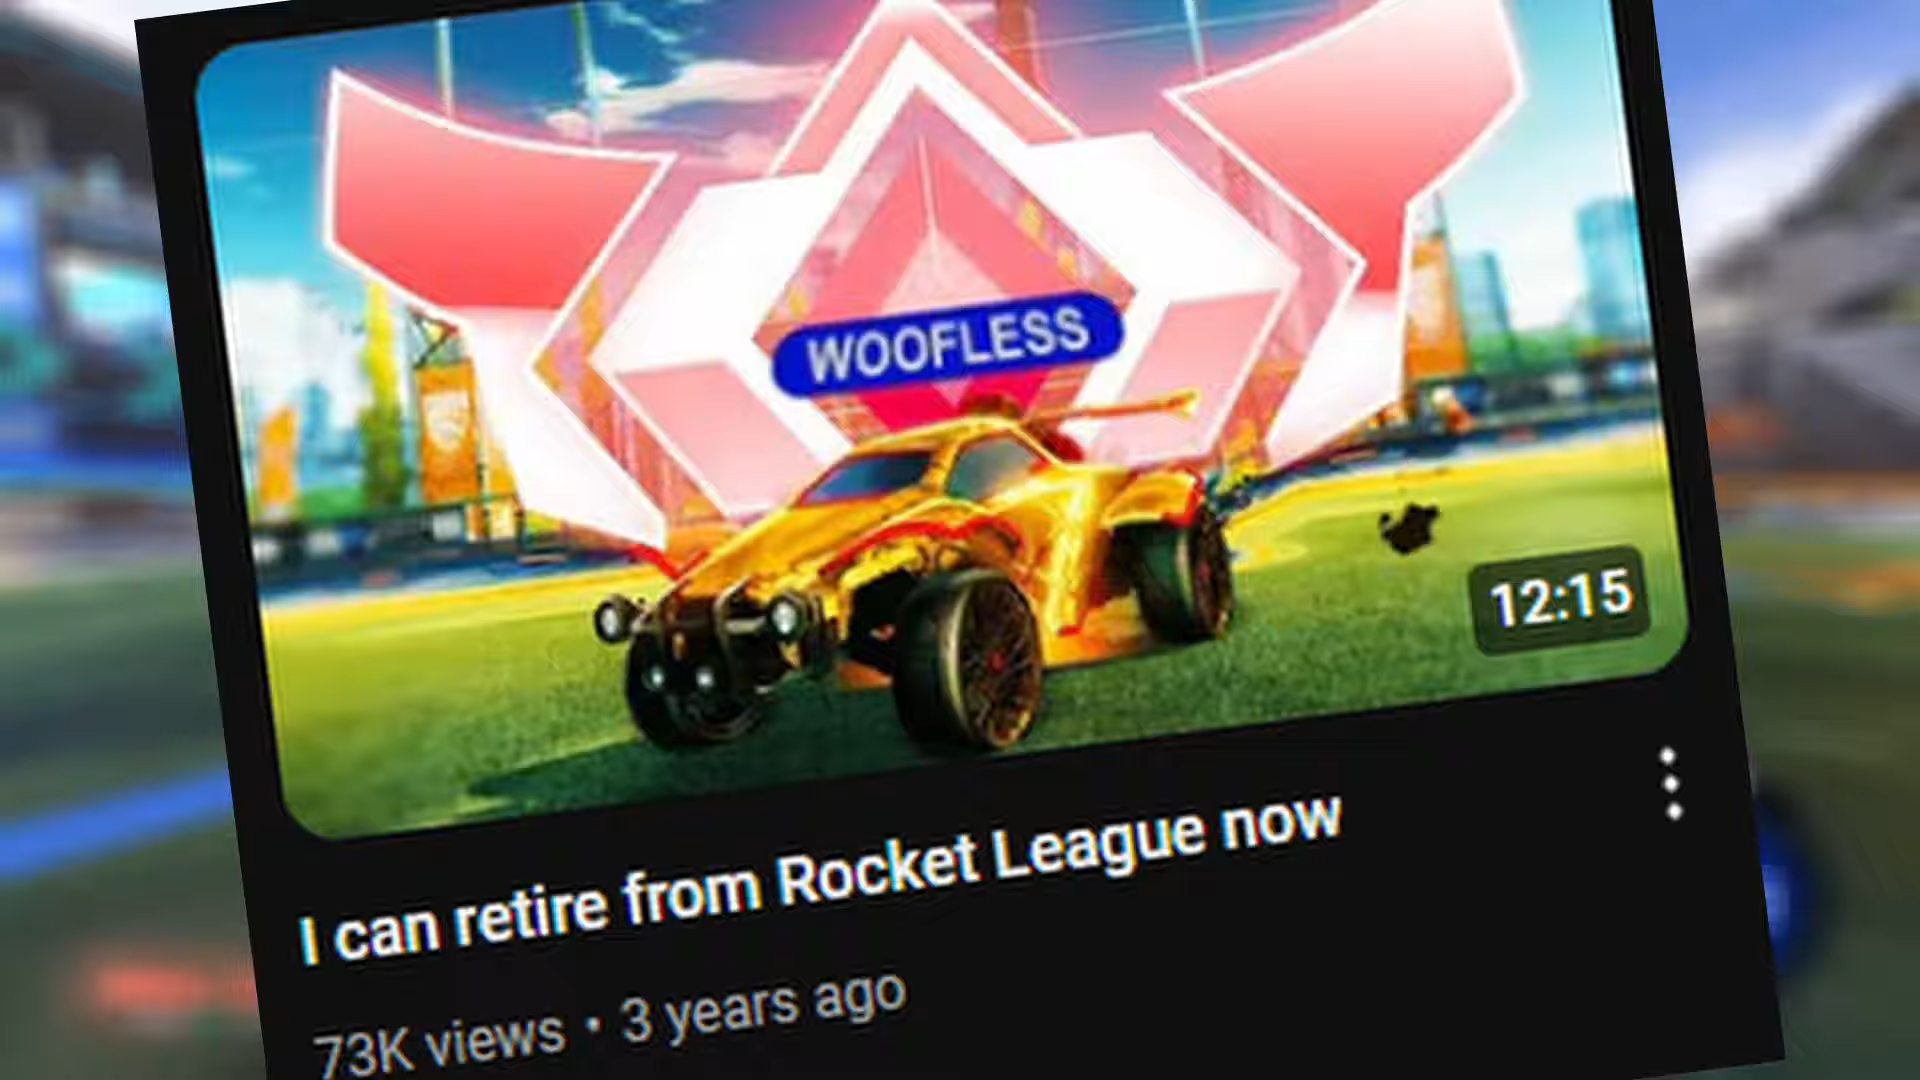 WOOFLESS
12:15
I can retire from Rocket League now
73K views • 3 years ago